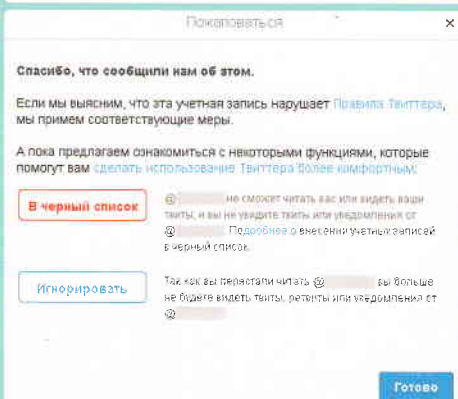 Пожаловаться
Спасибо, что сообщили нам об этом.
Если мы выясним, что эта учетная запись нарушает Правила Твиттера,
мы примем соответствующие меры.
А пока предлагаем ознакомиться с некоторыми функциями, которые
помогут вам сделать использование Твиттера более комфортным:
В черный список
@ не сможет читать вас или видеть ваши
твиты, и вы не увидите твиты или уведомления от
@ . Подробнее о внесении учетных записей
в черный список.
Игнорировать
Так как вы перестали читать @ вы больше
не будете видеть твиты, ретвиты или уведомления от
@
Готово